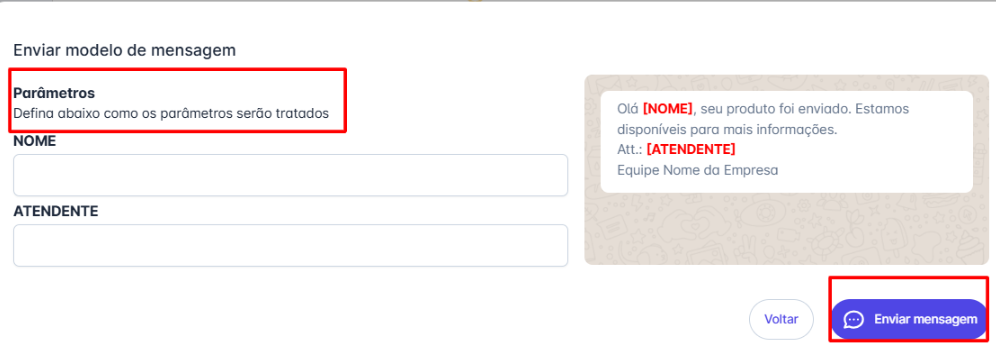 Enviar modelo de mensagem
Parâmetros
Defina abaixo como os parâmetros serão tratados
NOME
ATENDENTE
Olá [NOME], seu produto foi enviado. Estamos
disponíveis para mais informações.
Att.: [ATENDENTE]
Equipe Nome da Empresa
Voltar
Enviar mensagem